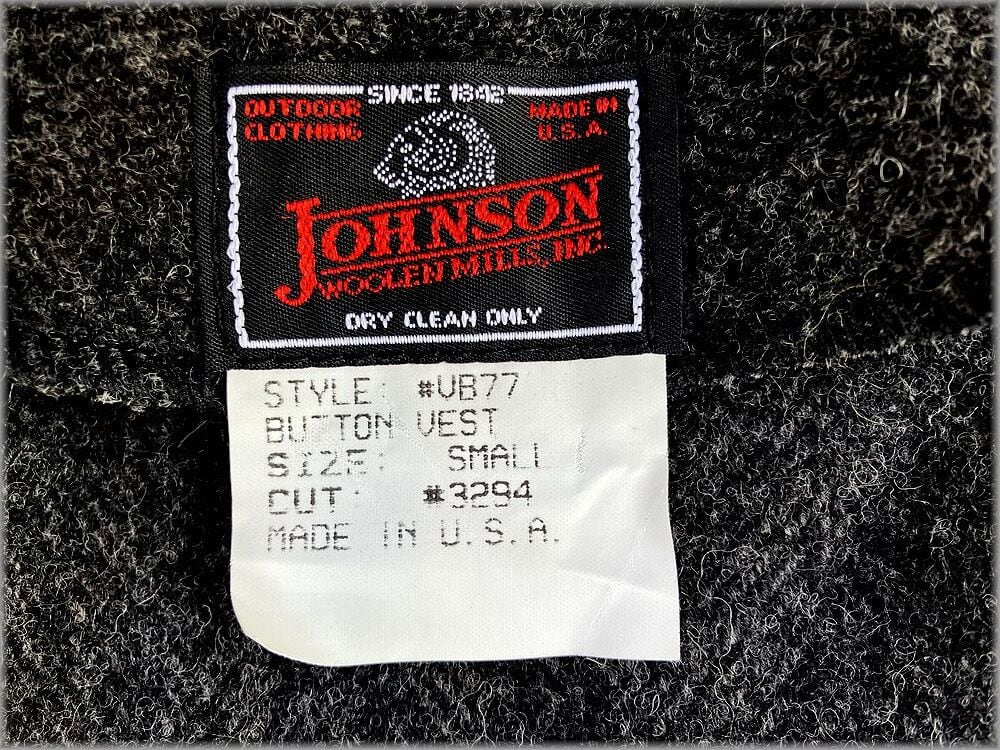 SINCE 1842
OUTDOOR CLOTHING
MADE IN U.S.A.
JOHNSON
WOOLEN MILLS, INC.
DRY CLEAN ONLY
STYLE: #VB77
BUTTON VEST
SIZE: SMALL
CUT: #3294
MADE IN U.S.A.